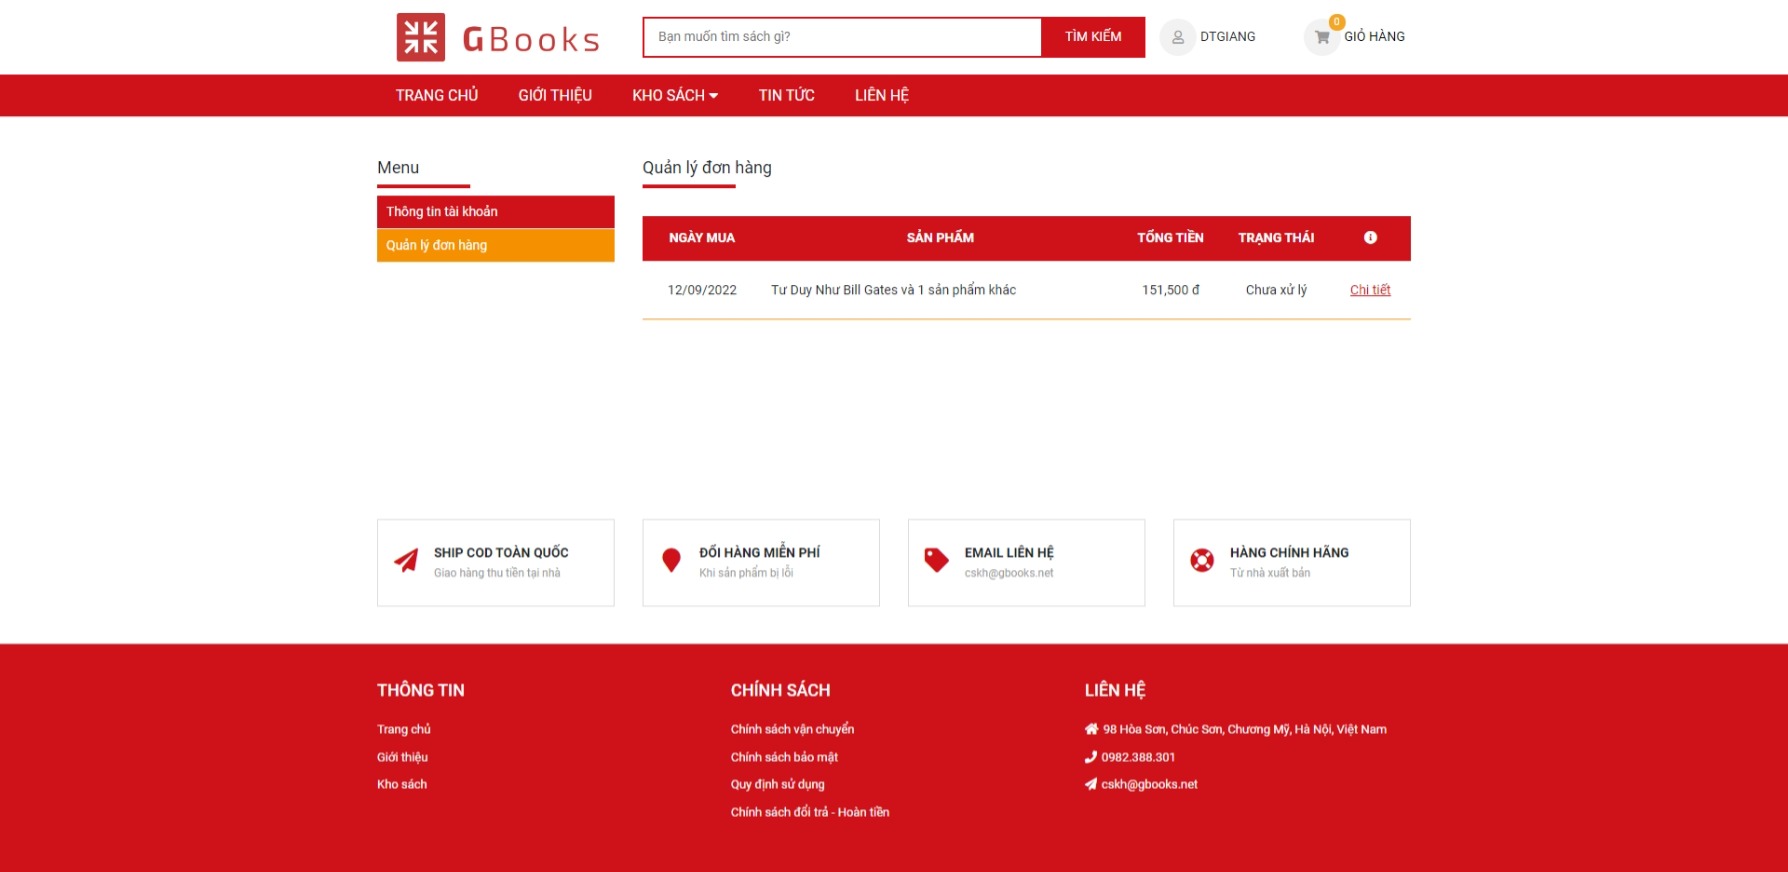 GBooks
Bạn muốn tìm sách gì?
TÌM KIẾM
DTGIANG
0
GIỎ HÀNG
TRANG CHỦ
GIỚI THIỆU
KHO SÁCH
TIN TỨC
LIÊN HỆ
Menu
Thông tin tài khoản
Quản lý đơn hàng
Quản lý đơn hàng
NGÀY MUA SẢN PHẨM TỔNG TIỀN TRẠNG THÁI
12/09/2022 Tư Duy Như Bill Gates và 1 sản phẩm khác 151,500 đ Chưa xử lý Chi tiết
SHIP COD TOÀN QUỐC
Giao hàng thu tiền tại nhà
ĐỔI HÀNG MIỄN PHÍ
Khi sản phẩm bị lỗi
EMAIL LIÊN HỆ
cskh@gbooks.net
HÀNG CHÍNH HÃNG
Từ nhà xuất bản
THÔNG TIN
Trang chủ
Giới thiệu
Kho sách
CHÍNH SÁCH
Chính sách vận chuyển
Chính sách bảo mật
Quy định sử dụng
Chính sách đổi trả - Hoàn tiền
LIÊN HỆ
98 Hòa Sơn, Chúc Sơn, Chương Mỹ, Hà Nội, Việt Nam
0982.388.301
cskh@gbooks.net